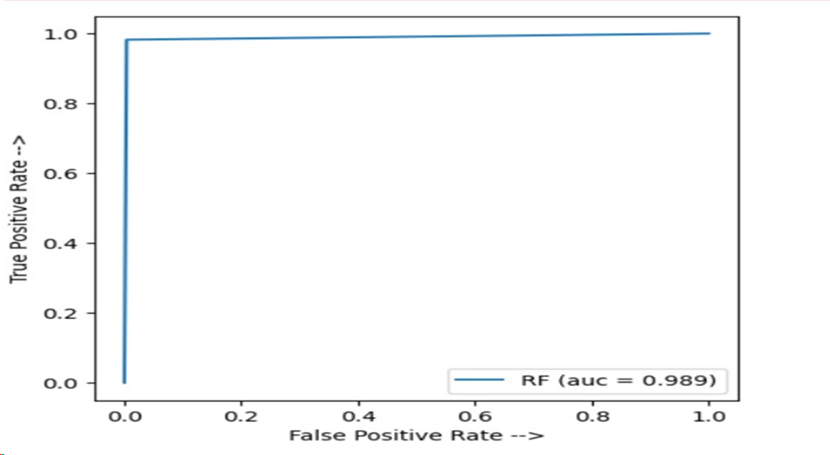 1.0
0.8
0.6
0.4
0.2
0.0
True Positive Rate -->
RF (auc = 0.989)
0.0 0.2 0.4 0.6 0.8 1.0
False Positive Rate -->